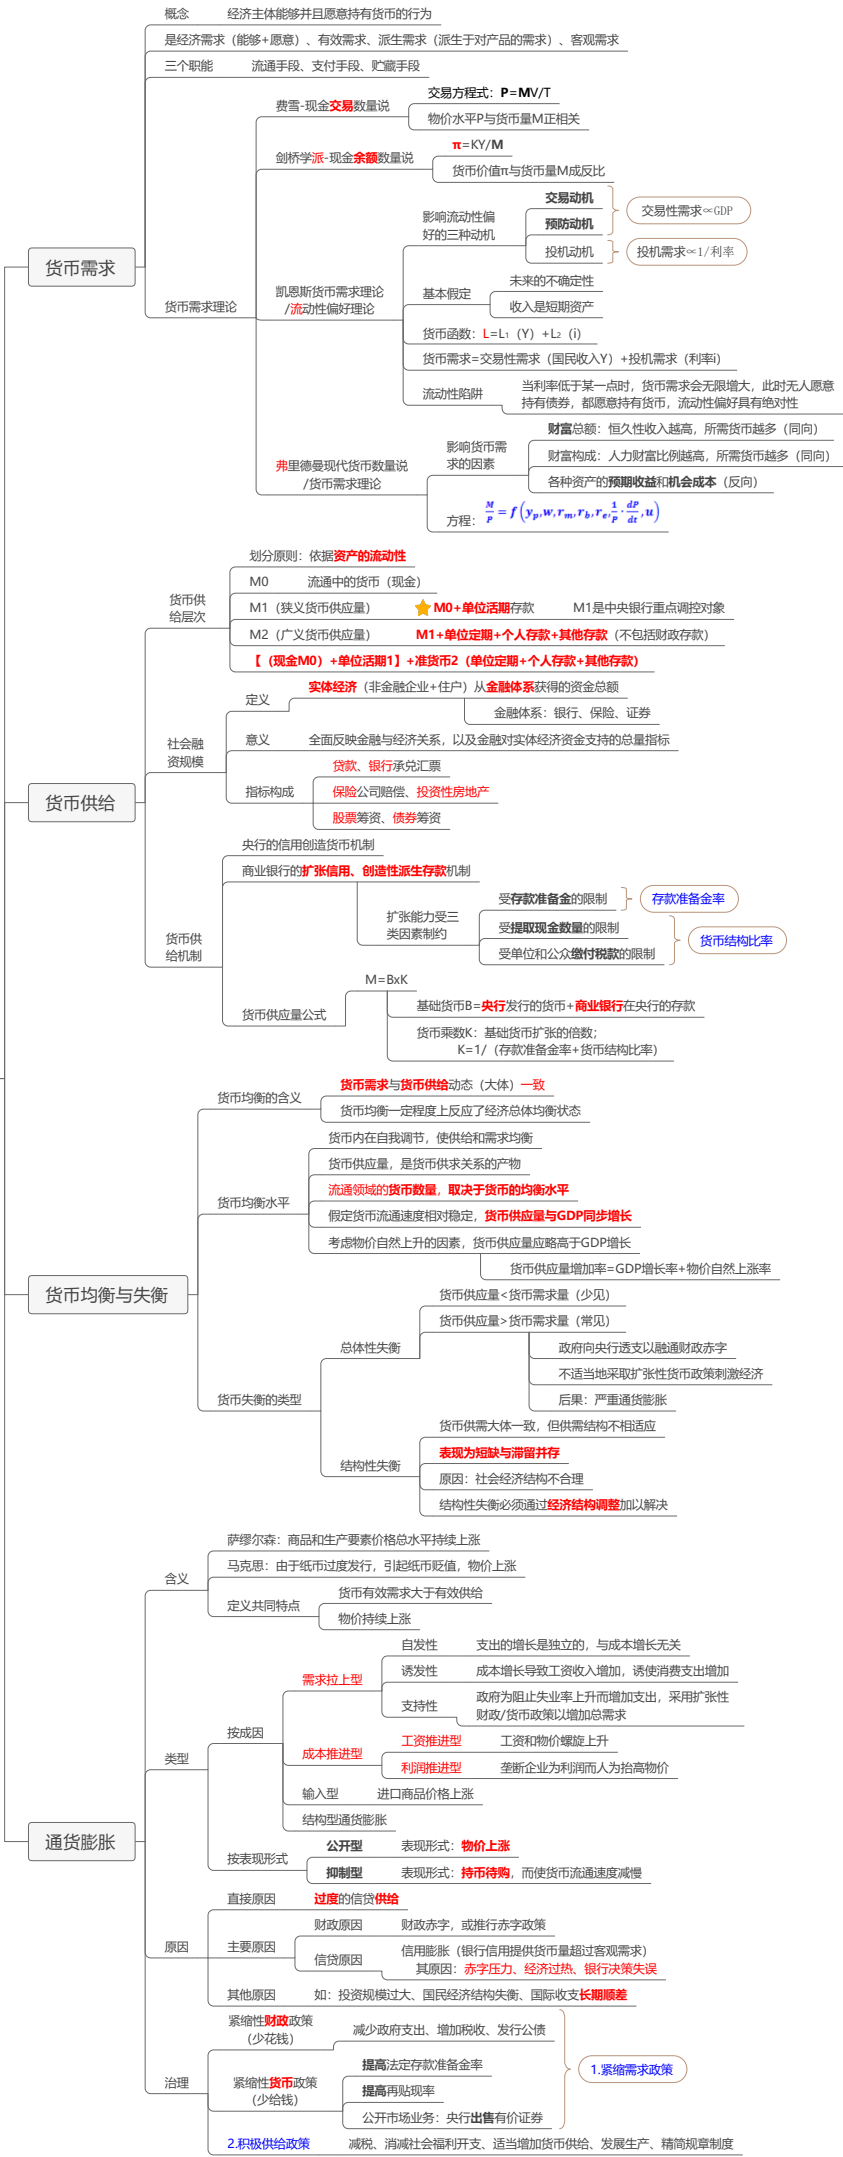 概念 经济主体能够并且愿意持有货币的行为
是经济需求（能够+愿意）、有效需求、派生需求（派生于对产品的需求）、客观需求
三个职能 流通手段、支付手段、贮藏手段
货币需求
货币需求理论
费雪-现金交易数量说
交易方程式：P=MV/T
物价水平P与货币量M正相关
剑桥学派-现金余额数量说
π=KY/M
货币价值π与货币量M成反比
凯恩斯货币需求理论
/流动性偏好理论
影响流动性偏
好的三种动机
交易动机
预防动机
交易性需求∝GDP
投机动机
投机需求∝1/利率
基本假定
未来的不确定性
收入是短期资产
货币函数：L=L₁（Y）+L₂（i）
货币需求=交易性需求（国民收入Y）+投机需求（利率i）
流动性陷阱
当利率低于某一点时，货币需求会无限增大，此时无人愿意
持有债券，都愿意持有货币，流动性偏好具有绝对性
弗里德曼现代货币数量说
/货币需求理论
影响货币需
求的因素
财富总额：恒久性收入越高，所需货币越多（同向）
财富构成：人力财富比例越高，所需货币越多（同向）
各种资产的预期收益和机会成本（反向）
方程：M/P = f(y_p,w,r_m,r_b,r_e,1/P·dP/dt,u)
货币供给
货币供
给层次
划分原则：依据资产的流动性
M0 流通中的货币（现金）
M1（狭义货币供应量） M0+单位活期存款 M1是中央银行重点调控对象
M2（广义货币供应量） M1+单位定期+个人存款+其他存款（不包括财政存款）
【（现金M0）+单位活期1】+准货币2（单位定期+个人存款+其他存款）
社会融
资规模
定义
实体经济（非金融企业+住户）从金融体系获得的资金总额
金融体系：银行、保险、证券
意义 全面反映金融与经济关系，以及金融对实体经济资金支持的总量指标
指标构成
贷款、银行承兑汇票
保险公司赔偿、投资性房地产
股票筹资、债券筹资
货币供
给机制
央行的信用创造货币机制
商业银行的扩张信用、创造性派生存款机制
扩张能力受三
类因素制约
受存款准备金的限制
存款准备金率
受提取现金数量的限制
受单位和公众缴付税款的限制
货币结构比率
货币供应量公式
M=BxK
基础货币B=央行发行的货币+商业银行在央行的存款
货币乘数K：基础货币扩张的倍数；
K=1/（存款准备金率+货币结构比率）
货币均衡与失衡
货币均衡的含义
货币需求与货币供给动态（大体）一致
货币均衡一定程度上反应了经济总体均衡状态
货币均衡水平
货币内在自我调节，使供给和需求均衡
货币供应量，是货币供求关系的产物
流通领域的货币数量，取决于货币的均衡水平
假定货币流通速度相对稳定，货币供应量与GDP同步增长
考虑物价自然上升的因素，货币供应量应略高于GDP增长
货币供应量增加率=GDP增长率+物价自然上涨率
货币失衡的类型
总体性失衡
货币供应量<货币需求量（少见）
货币供应量>货币需求量（常见）
政府向央行透支以融通财政赤字
不适当地采取扩张性货币政策刺激经济
后果：严重通货膨胀
结构性失衡
货币供需大体一致，但供需结构不相适应
表现为短缺与滞留并存
原因：社会经济结构不合理
结构性失衡必须通过经济结构调整加以解决
通货膨胀
含义
萨缪尔森：商品和生产要素价格总水平持续上涨
马克思：由于纸币过度发行，引起纸币贬值，物价上涨
定义共同特点
货币有效需求大于有效供给
物价持续上涨
类型
按成因
需求拉上型
自发性 支出的增长是独立的，与成本增长无关
诱发性 成本增长导致工资收入增加，诱使消费支出增加
支持性
政府为阻止失业率上升而增加支出，采用扩张性
财政/货币政策以增加总需求
成本推进型
工资推进型 工资和物价螺旋上升
利润推进型 垄断企业为利润而人为抬高物价
输入型 进口商品价格上涨
结构型通货膨胀
按表现形式
公开型 表现形式：物价上涨
抑制型 表现形式：持币待购，而使货币流通速度减慢
原因
直接原因 过度的信贷供给
主要原因
财政原因 财政赤字，或推行赤字政策
信贷原因
信用膨胀（银行信用提供货币量超过客观需求）
其原因：赤字压力、经济过热、银行决策失误
其他原因 如：投资规模过大、国民经济结构失衡、国际收支长期顺差
治理
紧缩性财政政策
（少花钱）
减少政府支出、增加税收、发行公债
紧缩性货币政策
（少给钱）
提高法定存款准备金率
提高再贴现率
公开市场业务：央行出售有价证券
1.紧缩需求政策
2.积极供给政策 减税、消减社会福利开支、适当增加货币供给、发展生产、精简规章制度